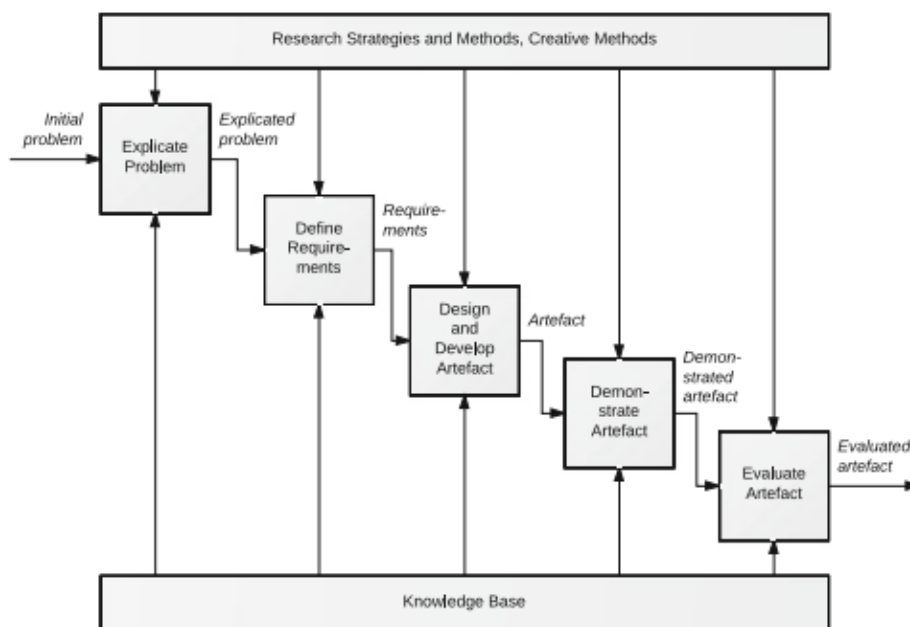 Research Strategies and Methods, Creative Methods
Initial
problem
Explicate
Problem
Explicated
problem
Define
Require-
ments
Require-
ments
Design
and
Develop
Artefact
Artefact
Demon-
strate
Artefact
Demon-
strated
artefact
Evaluate
Artefact
Evaluated
artefact
Knowledge Base